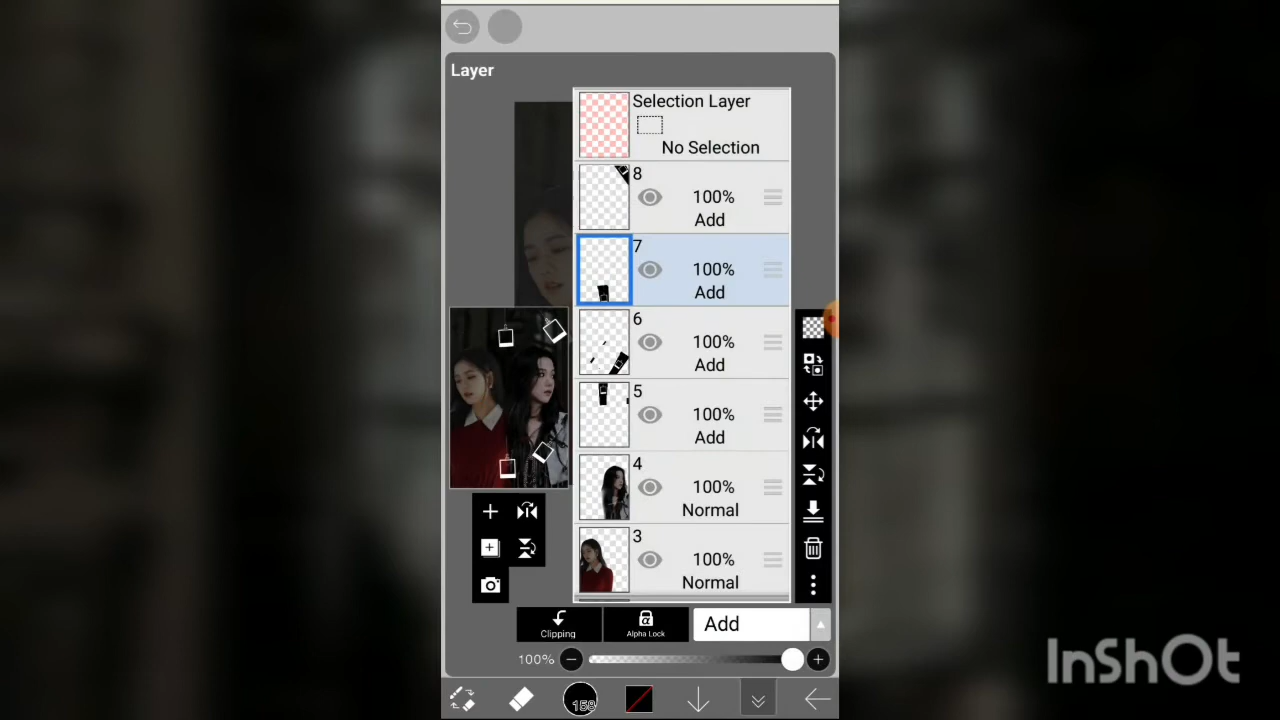 Layer
Selection Layer
No Selection
8
100%
Add
7
100%
Add
6
100%
Add
5
100%
Add
4
100%
Normal
3
100%
Normal
Clipping
α
Alpha Lock
Add
100%
158
InShOt